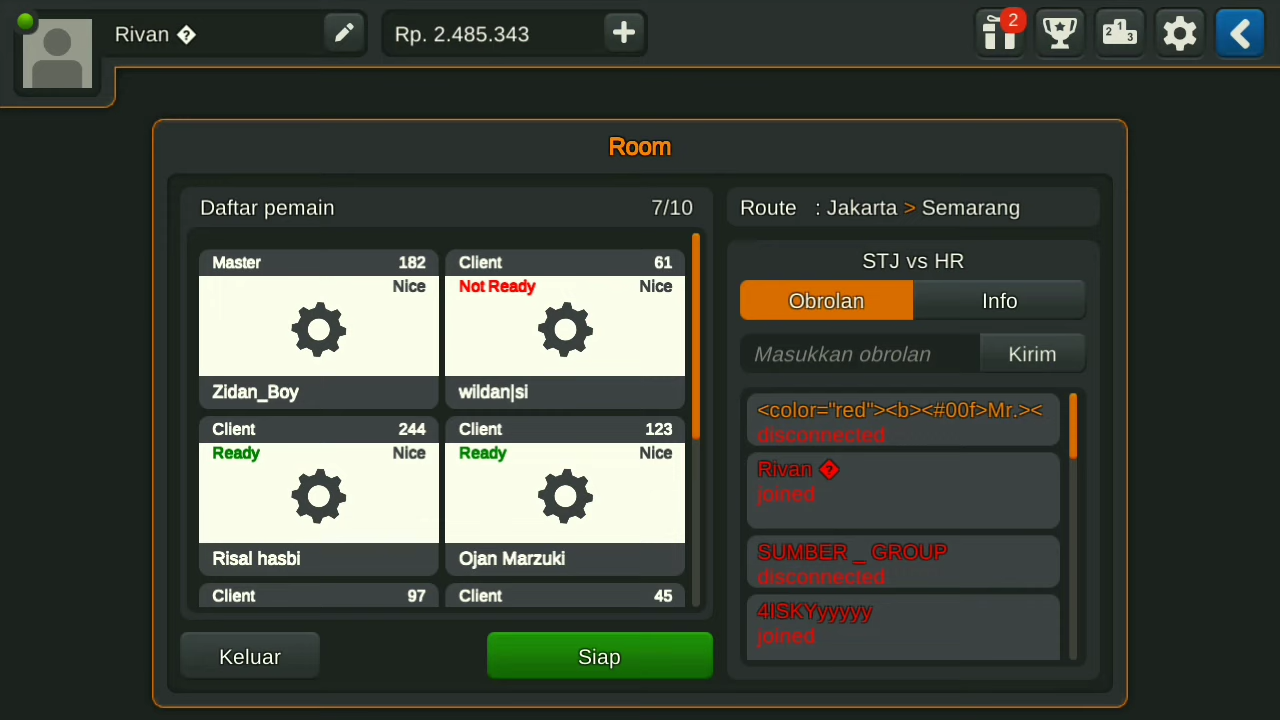 Rivan �
Rp. 2.485.343
2
2 1 3
Room
Daftar pemain 7/10
Master 182
Nice
Zidan_Boy
Client 61
Not Ready Nice
wildan|si
Client 244
Ready Nice
Risal hasbi
Client 123
Ready Nice
Ojan Marzuki
Client 97
Client 45
Keluar
Siap
Route : Jakarta > Semarang
STJ vs HR
Obrolan
Info
Masukkan obrolan
Kirim
<color="red"><b><#00f>Mr.><
disconnected
Rivan �
joined
SUMBER _ GROUP
disconnected
4ISKYyyyyy
joined